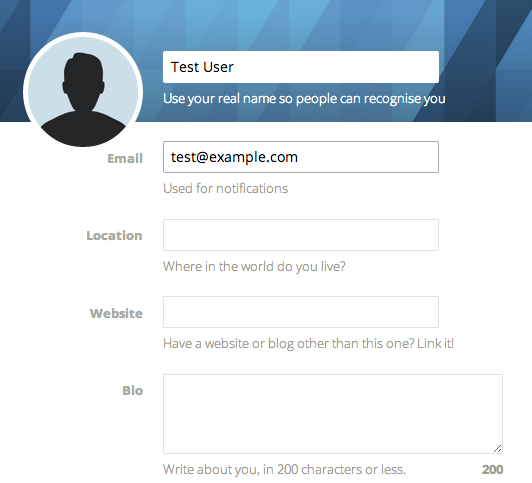 Test User
Use your real name so people can recognise you
Email
test@example.com
Used for notifications
Location
Where in the world do you live?
Website
Have a website or blog other than this one? Link it!
Bio
Write about you, in 200 characters or less. 200